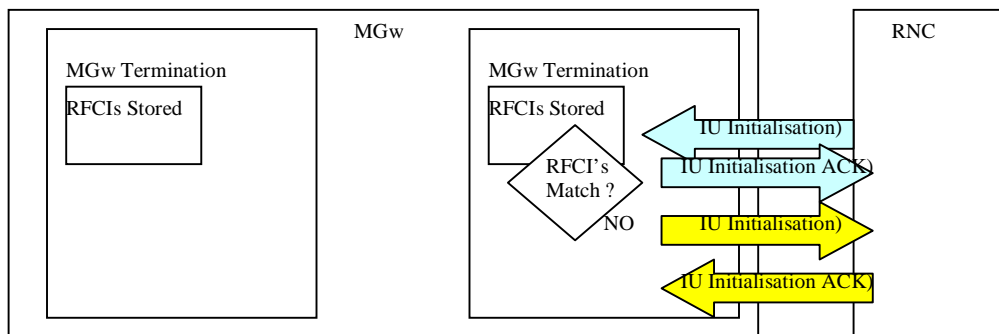 MGw
RNC
MGw Termination
RFCIs Stored
MGw Termination
RFCIs Stored
RFCI's
Match ?
NO
IU Initialisation)
IU Initialisation ACK)
IU Initialisation)
IU Initialisation ACK)